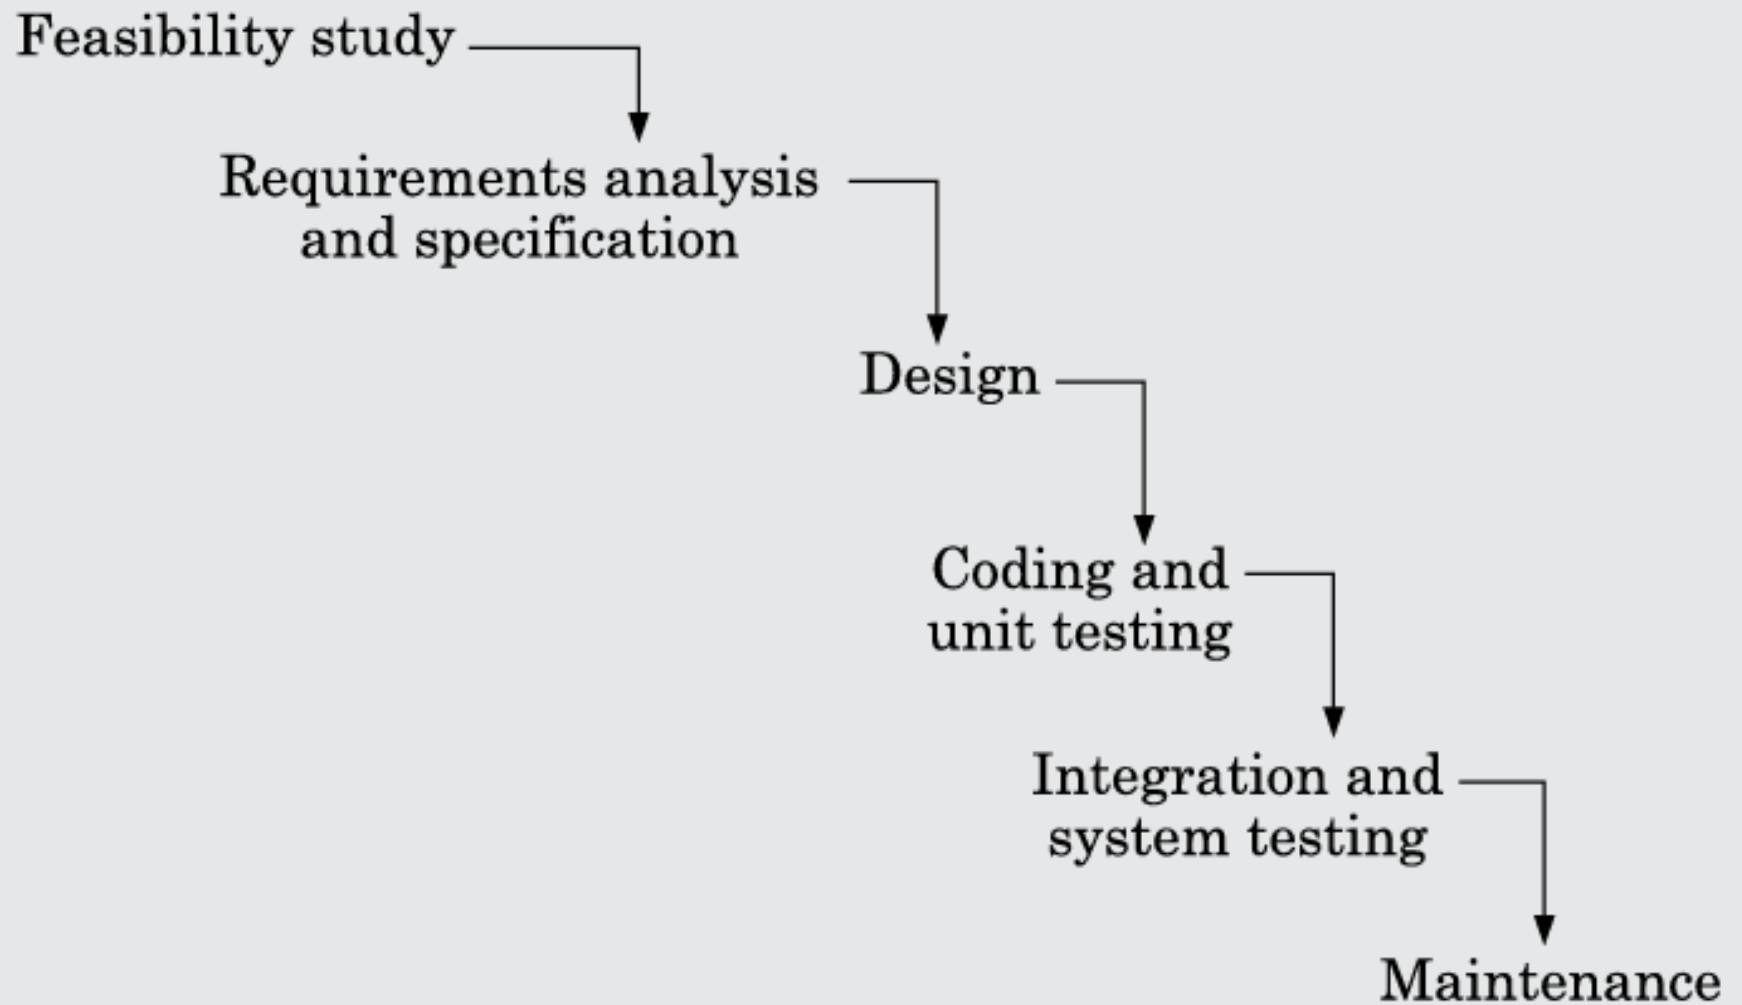 Feasibility study
Requirements analysis
and specification
Design
Coding and
unit testing
Integration and
system testing
Maintenance